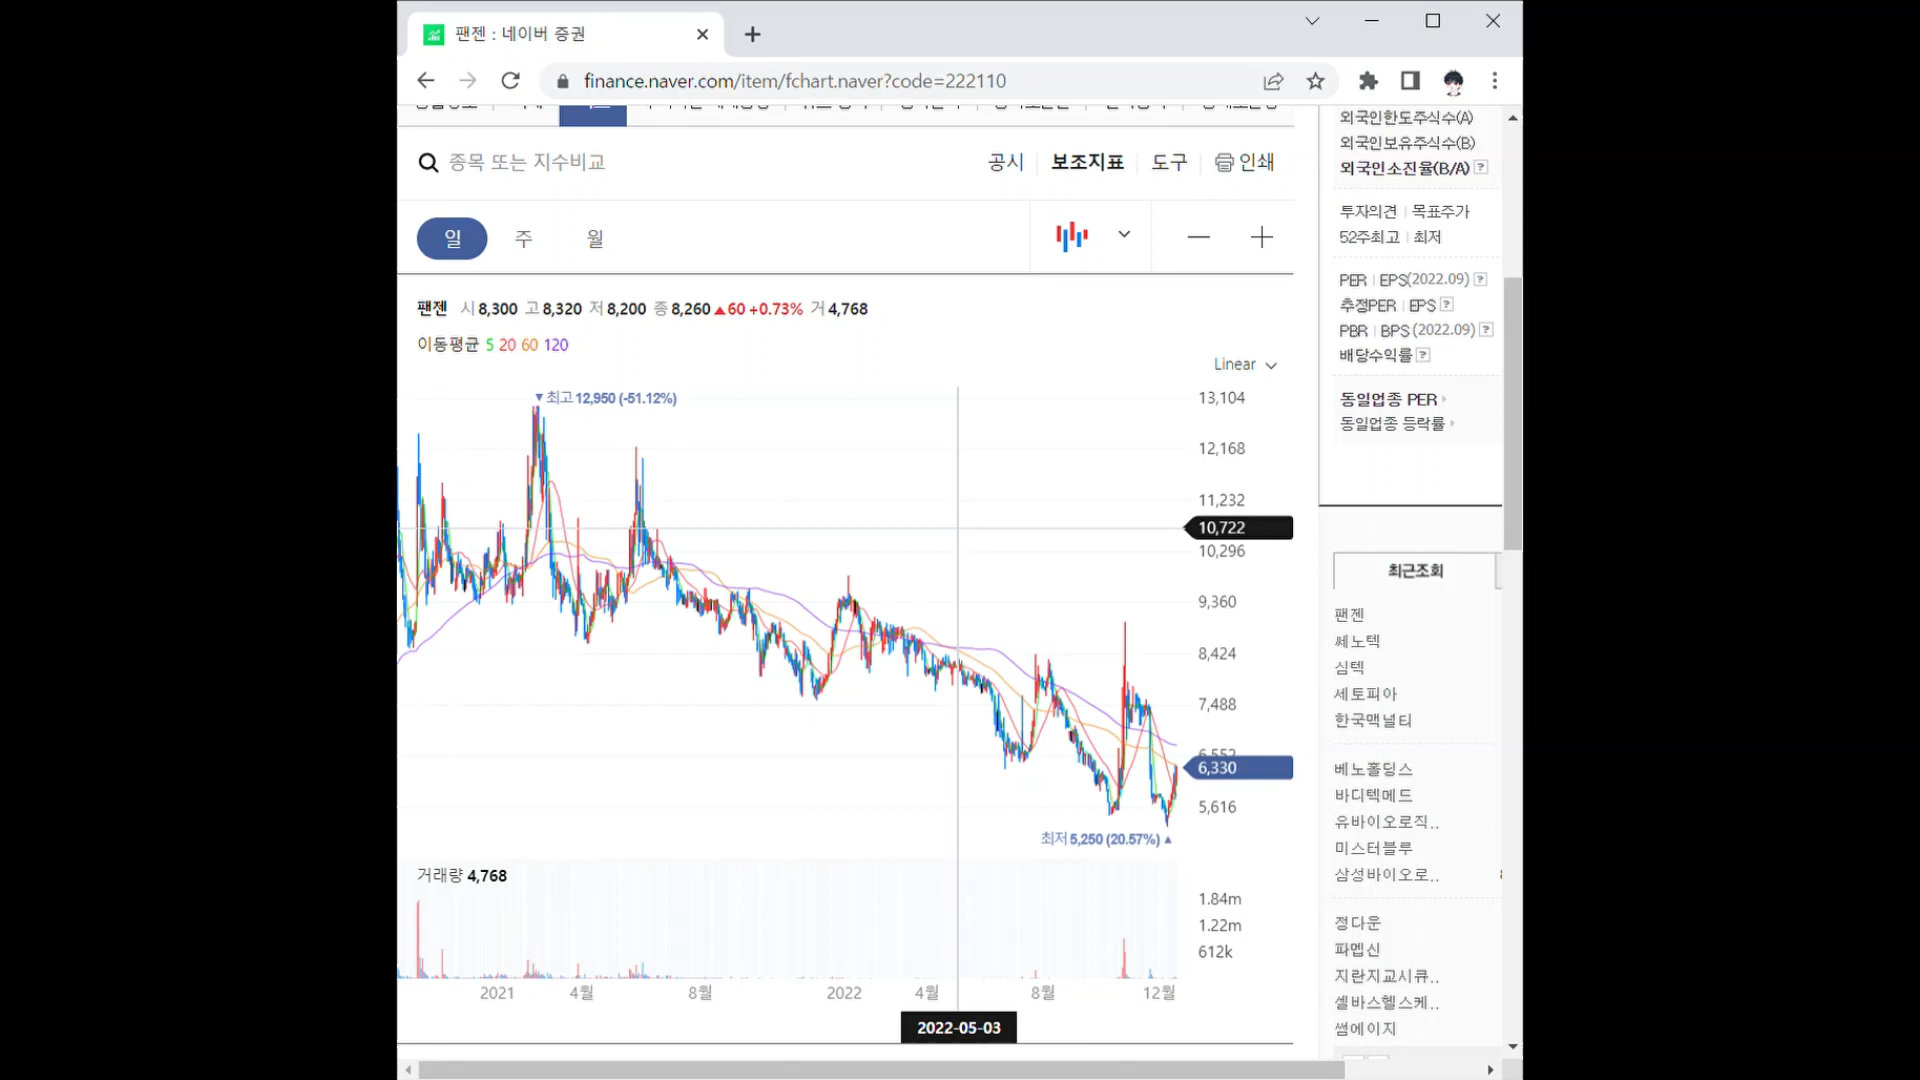 팬젠 : 네이버 증권
finance.naver.com/item/fchart.naver?code=222110
종목 또는 지수비교
공시 보조지표 도구 인쇄
일 주 월
팬젠 시 8,300 고 8,320 저 8,200 종 8,260 ▲60 +0.73% 거 4,768
이동평균 5 20 60 120
Linear
▼최고 12,950 (-51.12%)
13,104
12,168
11,232
10,722
10,296
9,360
8,424
7,488
6,552
6,330
5,616
최저 5,250 (20.57%) ▲
거래량 4,768
1.84m
1.22m
612k
2021 4월 8월 2022 4월 8월 12월
2022-05-03
외국인한도주식수(A)
외국인보유주식수(B)
외국인소진율(B/A) ?
투자의견 | 목표주가
52주최고 | 최저
PER | EPS(2022.09) ?
추정PER | EPS ?
PBR | BPS (2022.09) ?
배당수익률 ?
동일업종 PER
동일업종 등락률
최근조회
팬젠
쎄노텍
심텍
세토피아
한국맥널티
베노홀딩스
바디텍메드
유바이오로직..
미스터블루
삼성바이오로..
정다운
파멥신
지란지교시큐..
셀바스헬스케..
썸에이지